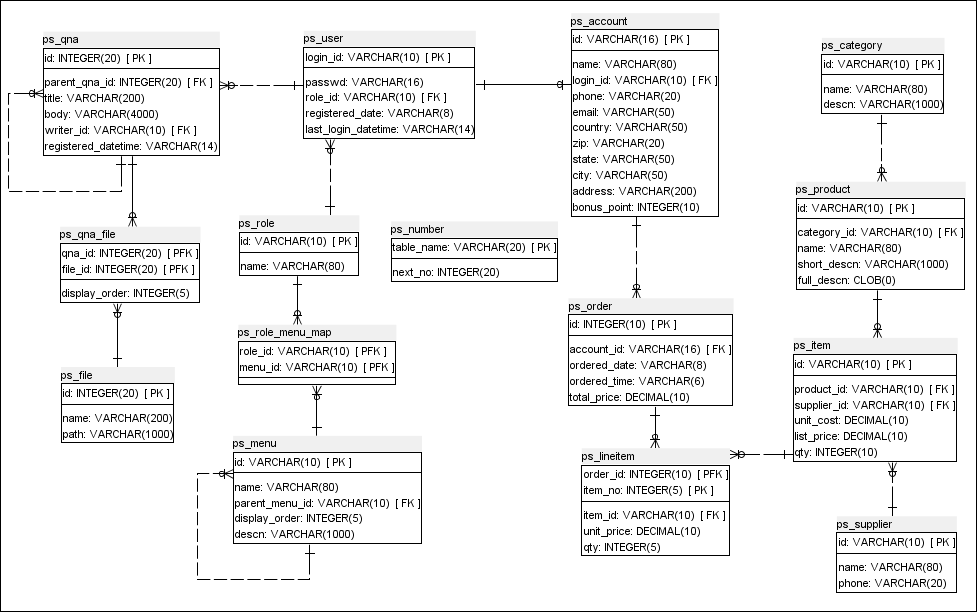 ps_qna
id: INTEGER(20) [ PK ]
parent_qna_id: INTEGER(20) [ FK ]
title: VARCHAR(200)
body: VARCHAR(4000)
writer_id: VARCHAR(10) [ FK ]
registered_datetime: VARCHAR(14)
ps_user
login_id: VARCHAR(10) [ PK ]
passwd: VARCHAR(16)
role_id: VARCHAR(10) [ FK ]
registered_date: VARCHAR(8)
last_login_datetime: VARCHAR(14)
ps_account
id: VARCHAR(16) [ PK ]
name: VARCHAR(80)
login_id: VARCHAR(10) [ FK ]
phone: VARCHAR(20)
email: VARCHAR(50)
country: VARCHAR(50)
zip: VARCHAR(20)
state: VARCHAR(50)
city: VARCHAR(50)
address: VARCHAR(200)
bonus_point: INTEGER(10)
ps_category
id: VARCHAR(10) [ PK ]
name: VARCHAR(80)
descn: VARCHAR(1000)
ps_product
id: VARCHAR(10) [ PK ]
category_id: VARCHAR(10) [ FK ]
name: VARCHAR(80)
short_descn: VARCHAR(1000)
full_descn: CLOB(0)
ps_qna_file
qna_id: INTEGER(20) [ PFK ]
file_id: INTEGER(20) [ PFK ]
display_order: INTEGER(5)
ps_role
id: VARCHAR(10) [ PK ]
name: VARCHAR(80)
ps_number
table_name: VARCHAR(20) [ PK ]
next_no: INTEGER(20)
ps_role_menu_map
role_id: VARCHAR(10) [ PFK ]
menu_id: VARCHAR(10) [ PFK ]
ps_order
id: INTEGER(10) [ PK ]
account_id: VARCHAR(16) [ FK ]
ordered_date: VARCHAR(8)
ordered_time: VARCHAR(6)
total_price: DECIMAL(10)
ps_item
id: VARCHAR(10) [ PK ]
product_id: VARCHAR(10) [ FK ]
supplier_id: VARCHAR(10) [ FK ]
unit_cost: DECIMAL(10)
list_price: DECIMAL(10)
qty: INTEGER(10)
ps_file
id: INTEGER(20) [ PK ]
name: VARCHAR(200)
path: VARCHAR(1000)
ps_menu
id: VARCHAR(10) [ PK ]
name: VARCHAR(80)
parent_menu_id: VARCHAR(10) [ FK ]
display_order: INTEGER(5)
descn: VARCHAR(1000)
ps_lineitem
order_id: INTEGER(10) [ PFK ]
item_no: INTEGER(5) [ PK ]
item_id: VARCHAR(10) [ FK ]
unit_price: DECIMAL(10)
qty: INTEGER(5)
ps_supplier
id: VARCHAR(10) [ PK ]
name: VARCHAR(80)
phone: VARCHAR(20)